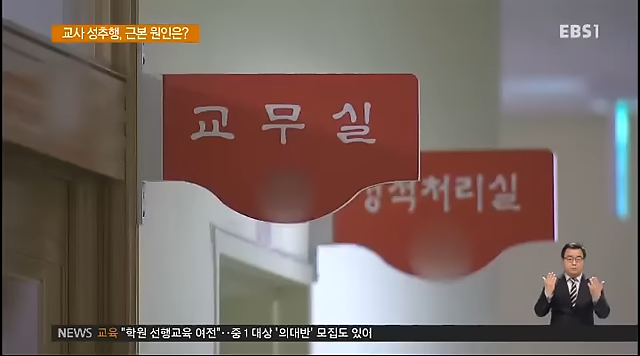 교사 성추행, 근본 원인은?
EBS1
교무실
성적처리실
NEWS 교육 "학원 선행교육 여전"‥중1 대상 '의대반' 모집도 있어